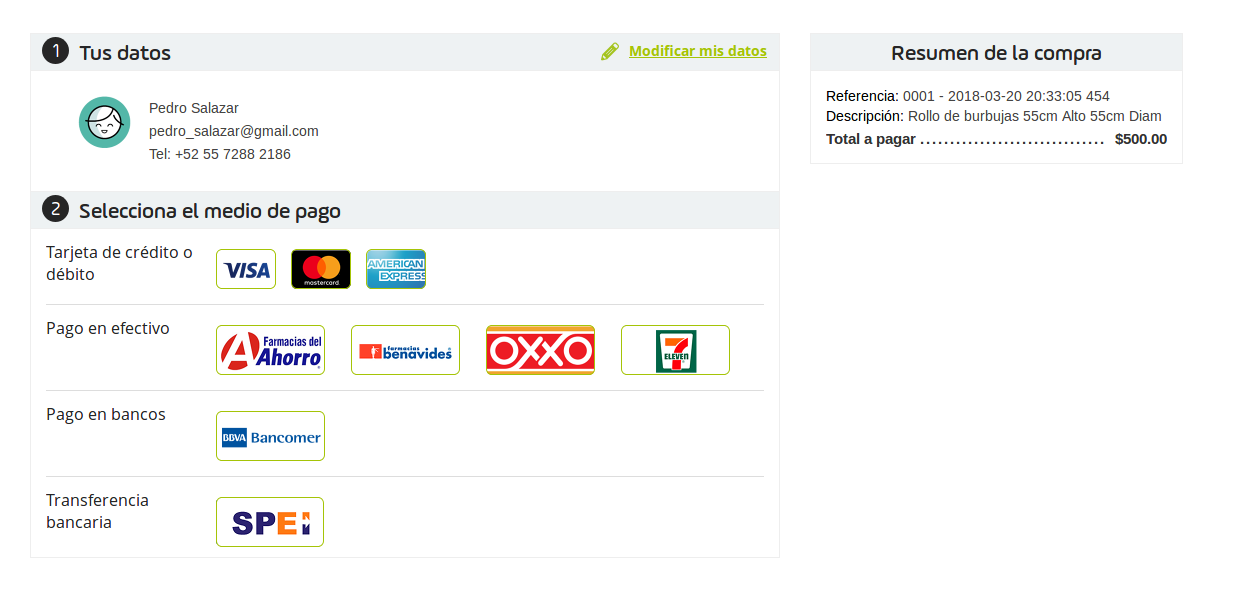 1 Tus datos
Modificar mis datos
Pedro Salazar
pedro_salazar@gmail.com
Tel: +52 55 7288 2186
2 Selecciona el medio de pago
Tarjeta de crédito o
débito
VISA
mastercard
AMERICAN
EXPRESS
Pago en efectivo
A Farmacias del
Ahorro
farmacias
benavides
OXXO
7
ELEVEN
Pago en bancos
BBVA Bancomer
Transferencia
bancaria
SPEI
Resumen de la compra
Referencia: 0001 - 2018-03-20 20:33:05 454
Descripción: Rollo de burbujas 55cm Alto 55cm Diam
Total a pagar ............................... $500.00